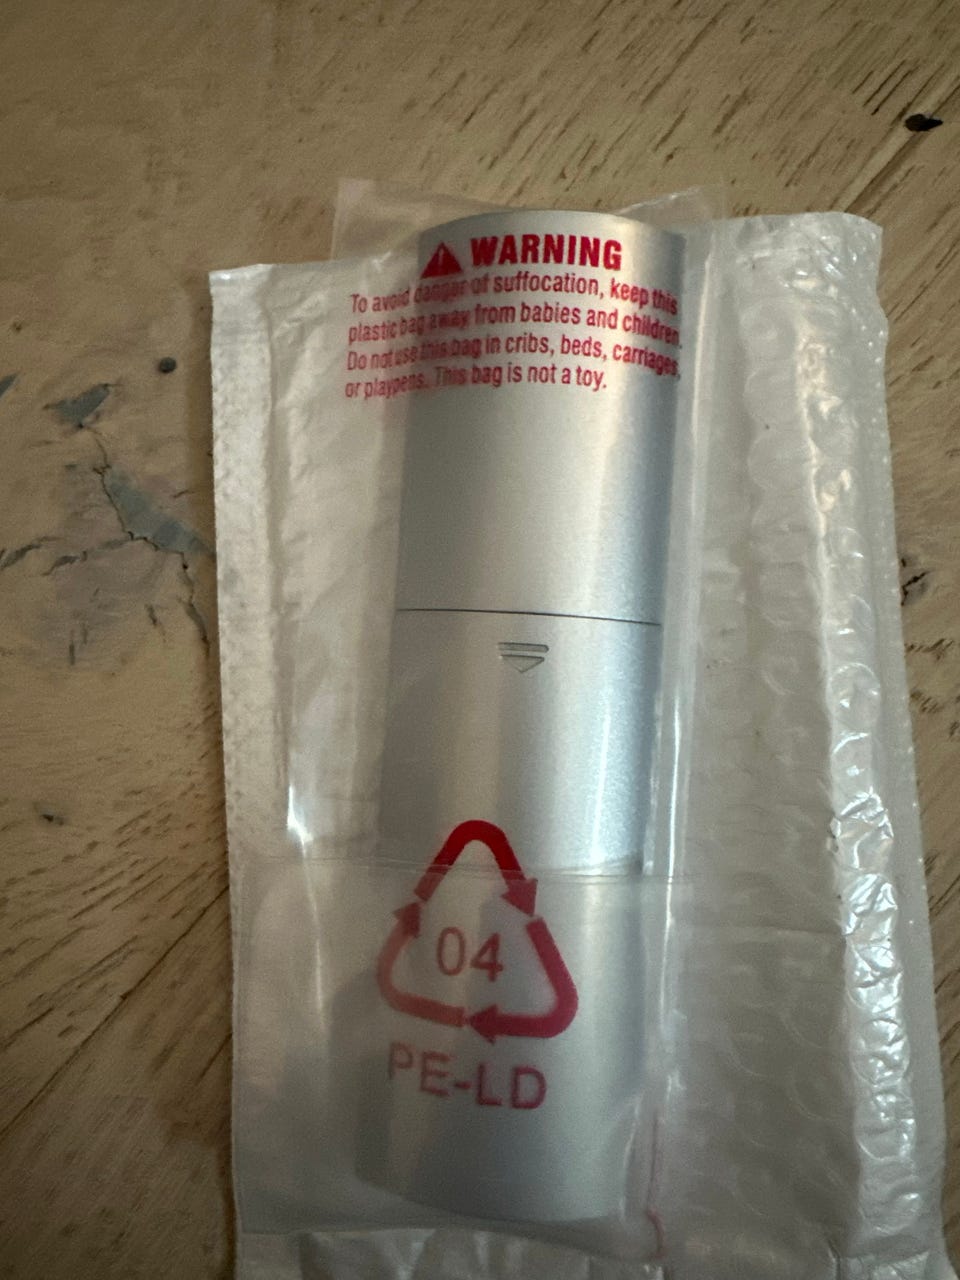 WARNING
To avoid danger of suffocation, keep this
plastic bag away from babies and children.
Do not use this bag in cribs, beds, carriages,
or playpens. This bag is not a toy.
04
PE-LD